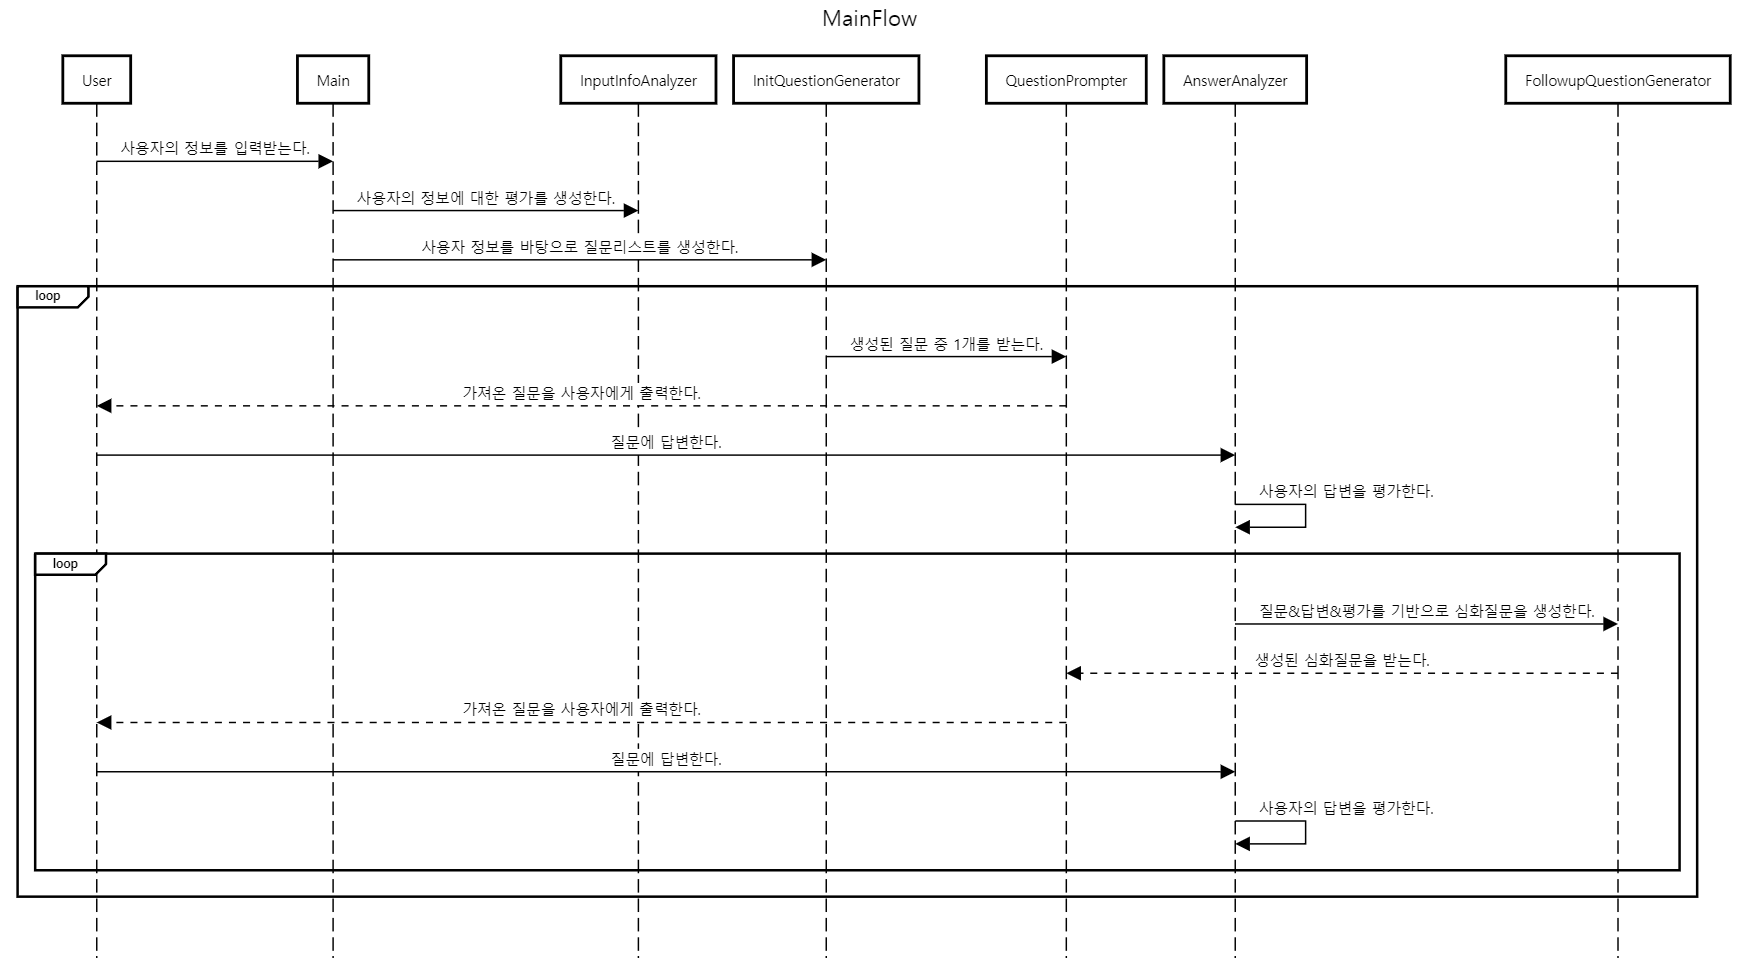 MainFlow
User
Main
InputInfoAnalyzer
InitQuestionGenerator
QuestionPrompter
AnswerAnalyzer
FollowupQuestionGenerator
사용자의 정보를 입력받는다.
사용자의 정보에 대한 평가를 생성한다.
사용자 정보를 바탕으로 질문리스트를 생성한다.
loop
생성된 질문 중 1개를 받는다.
가져온 질문을 사용자에게 출력한다.
질문에 답변한다.
사용자의 답변을 평가한다.
loop
질문&답변&평가를 기반으로 심화질문을 생성한다.
생성된 심화질문을 받는다.
가져온 질문을 사용자에게 출력한다.
질문에 답변한다.
사용자의 답변을 평가한다.